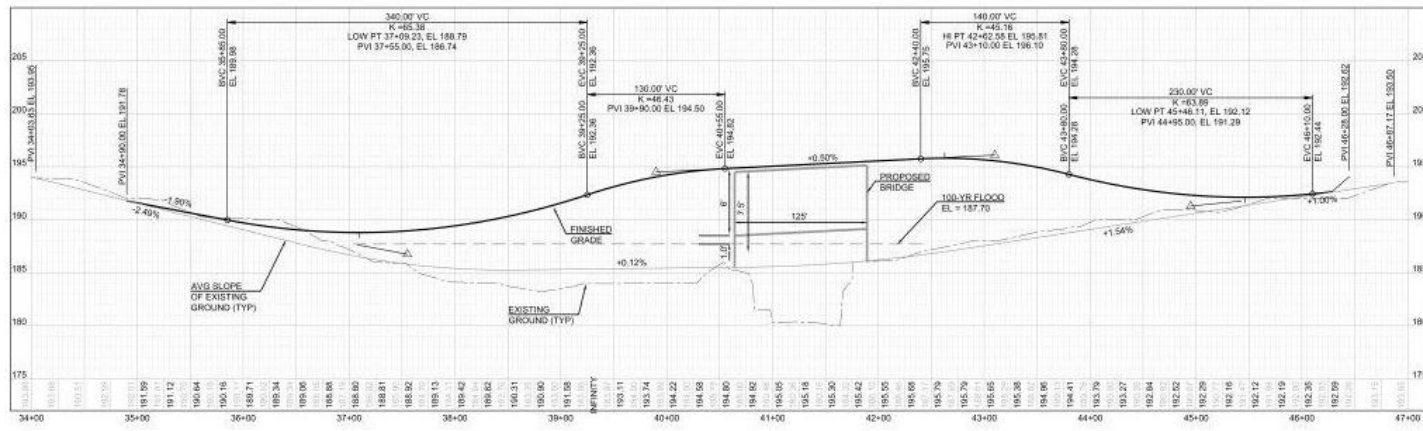 340.00' VC
K =65.38
LOW PT 37+09.23, EL 188.79
PVI 37+55.00, EL 186.74
140.00' VC
K =45.16
HI PT 42+62.58 EL 195.81
PVI 43+10.00 EL 196.10
130.00' VC
K =46.43
PVI 39+90.00 EL 194.50
230.00' VC
K =63.89
LOW PT 45+46.11, EL 192.12
PVI 44+95.00, EL 191.29
PVI 34+03.83 EL 193.95
PVI 34+90.00 EL 191.78
BVC 35+85.00
EL 189.98
EVC 39+25.00
EL 192.36
BVC 39+25.00
EL 192.36
EVC 40+55.00
EL 194.82
BVC 42+40.00
EL 195.75
EVC 43+80.00
EL 194.28
BVC 43+80.00
EL 194.28
EVC 46+10.00
EL 192.44
PVI 46+28.00 EL 192.62
PVI 46+87.17 EL 193.50
205
200
195
190
185
180
175
-2.49%
-1.90%
+0.50%
+0.12%
+1.54%
+1.00%
FINISHED
GRADE
PROPOSED
BRIDGE
100-YR FLOOD
EL = 187.70
125'
6'
7.5'
1.0'
AVG SLOPE
OF EXISTING
GROUND (TYP)
EXISTING
GROUND (TYP)
191.59 191.12 190.64 190.16 189.71 189.34 189.06 188.88 188.80 188.81 188.92 189.13 189.42 189.82 190.31 190.90 191.58 INFINITY 193.11 193.74 194.22 194.58 194.80 194.92 195.05 195.17 195.30 195.42 195.55 195.68 195.79 195.79 195.65 195.38 194.96 194.41 193.79 193.27 192.84 192.52 192.29 192.17 192.12 192.19 192.35 192.59
34+00 35+00 36+00 37+00 38+00 39+00 40+00 41+00 42+00 43+00 44+00 45+00 46+00 47+00